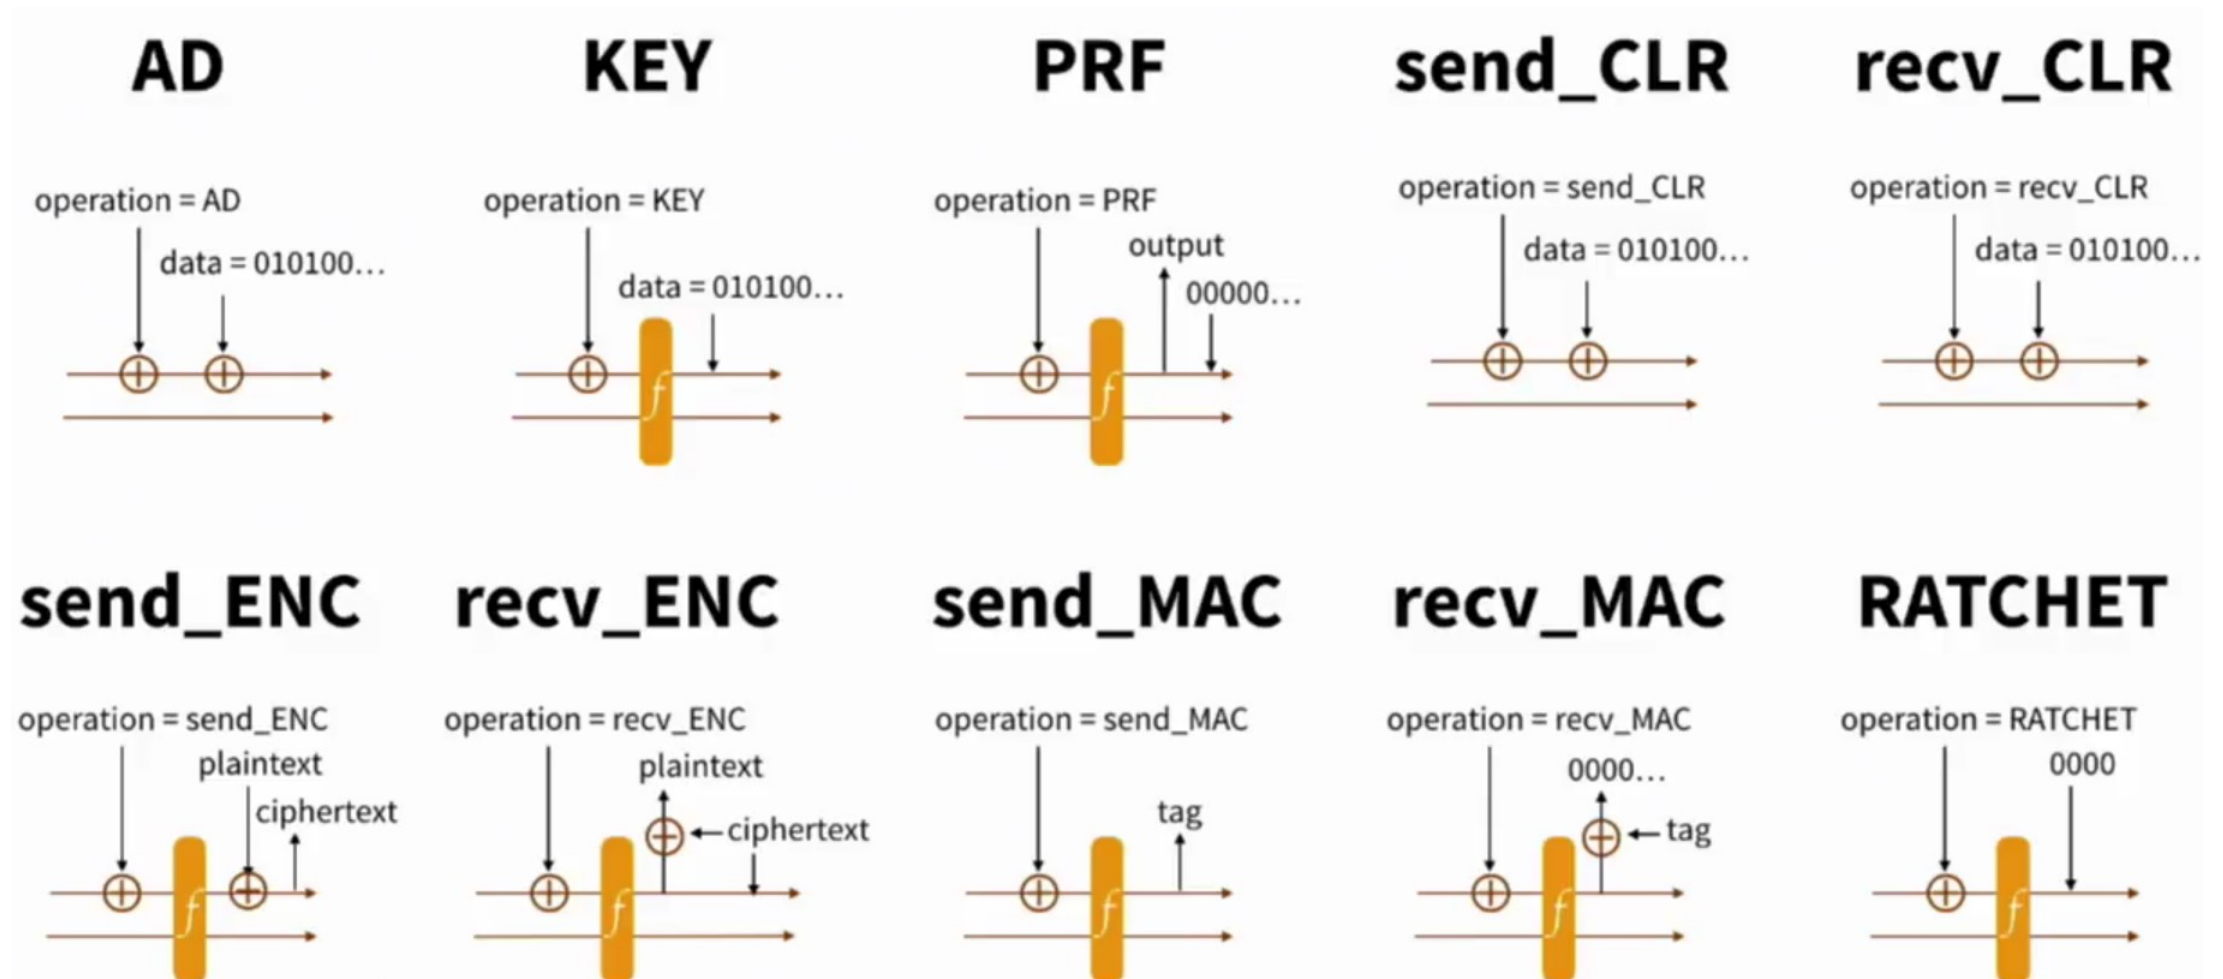 AD
KEY
PRF
send_CLR
recv_CLR
operation = AD
data = 010100...
operation = KEY
data = 010100...
f
operation = PRF
output
00000...
f
operation = send_CLR
data = 010100...
operation = recv_CLR
data = 010100...
send_ENC
recv_ENC
send_MAC
recv_MAC
RATCHET
operation = send_ENC
plaintext
ciphertext
f
operation = recv_ENC
plaintext
ciphertext
f
operation = send_MAC
tag
f
operation = recv_MAC
0000...
tag
f
operation = RATCHET
0000
f